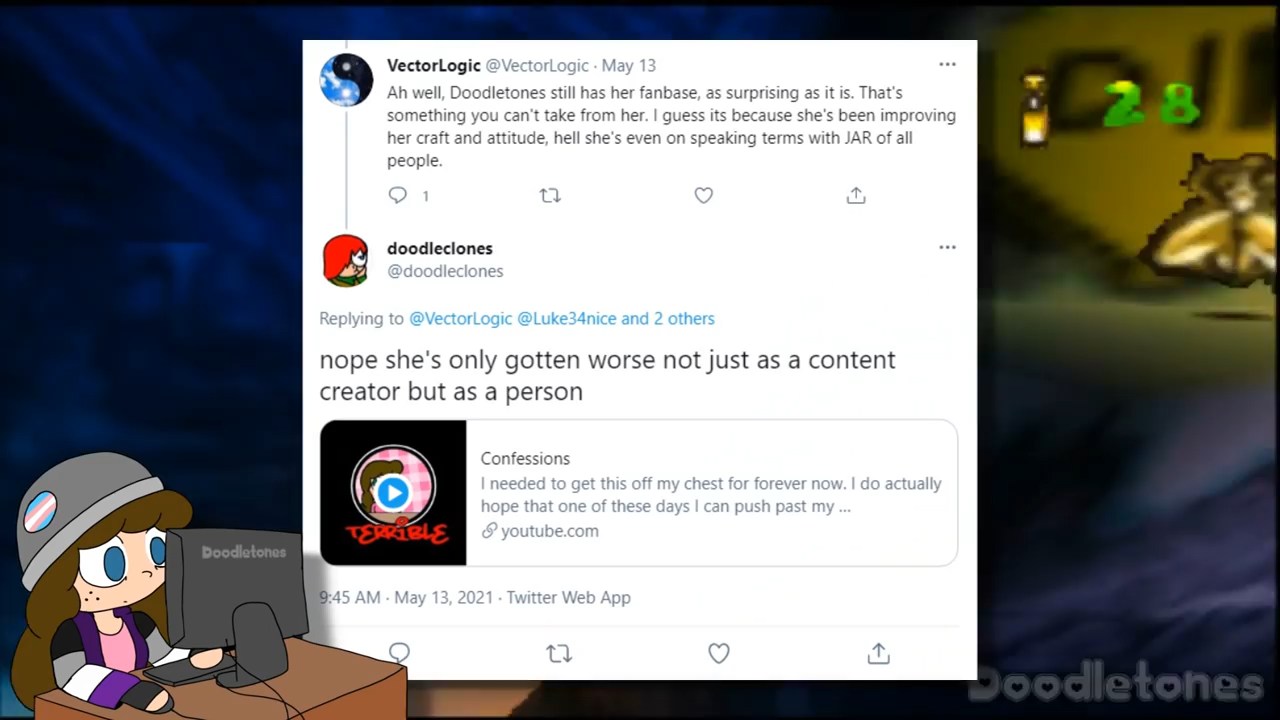 VectorLogic @VectorLogic · May 13
Ah well, Doodletones still has her fanbase, as surprising as it is. That's
something you can't take from her. I guess its because she's been improving
her craft and attitude, hell she's even on speaking terms with JAR of all
people.
1
28
doodleclones
@doodleclones
Replying to @VectorLogic @Luke34nice and 2 others
nope she's only gotten worse not just as a content
creator but as a person
TERRIBLE
Confessions
I needed to get this off my chest for forever now. I do actually
hope that one of these days I can push past my ...
youtube.com
9:45 AM · May 13, 2021 · Twitter Web App
Doodletones
Doodletones